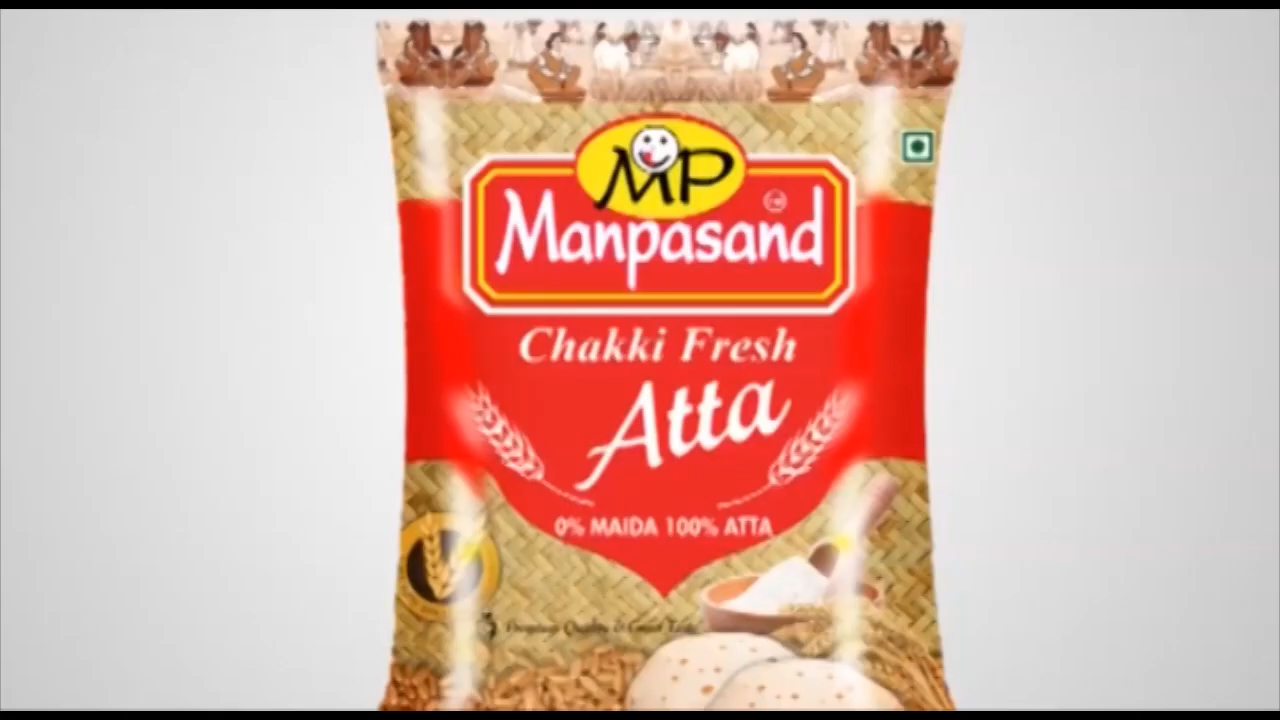 MP
Manpasand
Chakki Fresh
Atta
0% MAIDA 100% ATTA